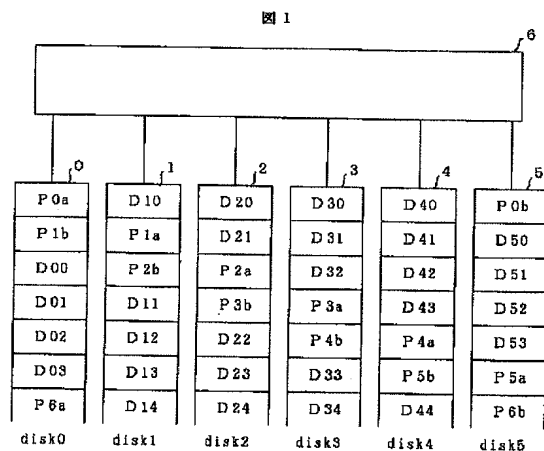 図1
6
0 1 2 3 4 5
P0a D10 D20 D30 D40 P0b
P1b P1a D21 D31 D41 D50
D00 P2b P2a D32 D42 D51
D01 D11 P3b P3a D43 D52
D02 D12 D22 P4b P4a D53
D03 D13 D23 D33 P5b P5a
P6a D14 D24 D34 D44 P6b
disk0 disk1 disk2 disk3 disk4 disk5